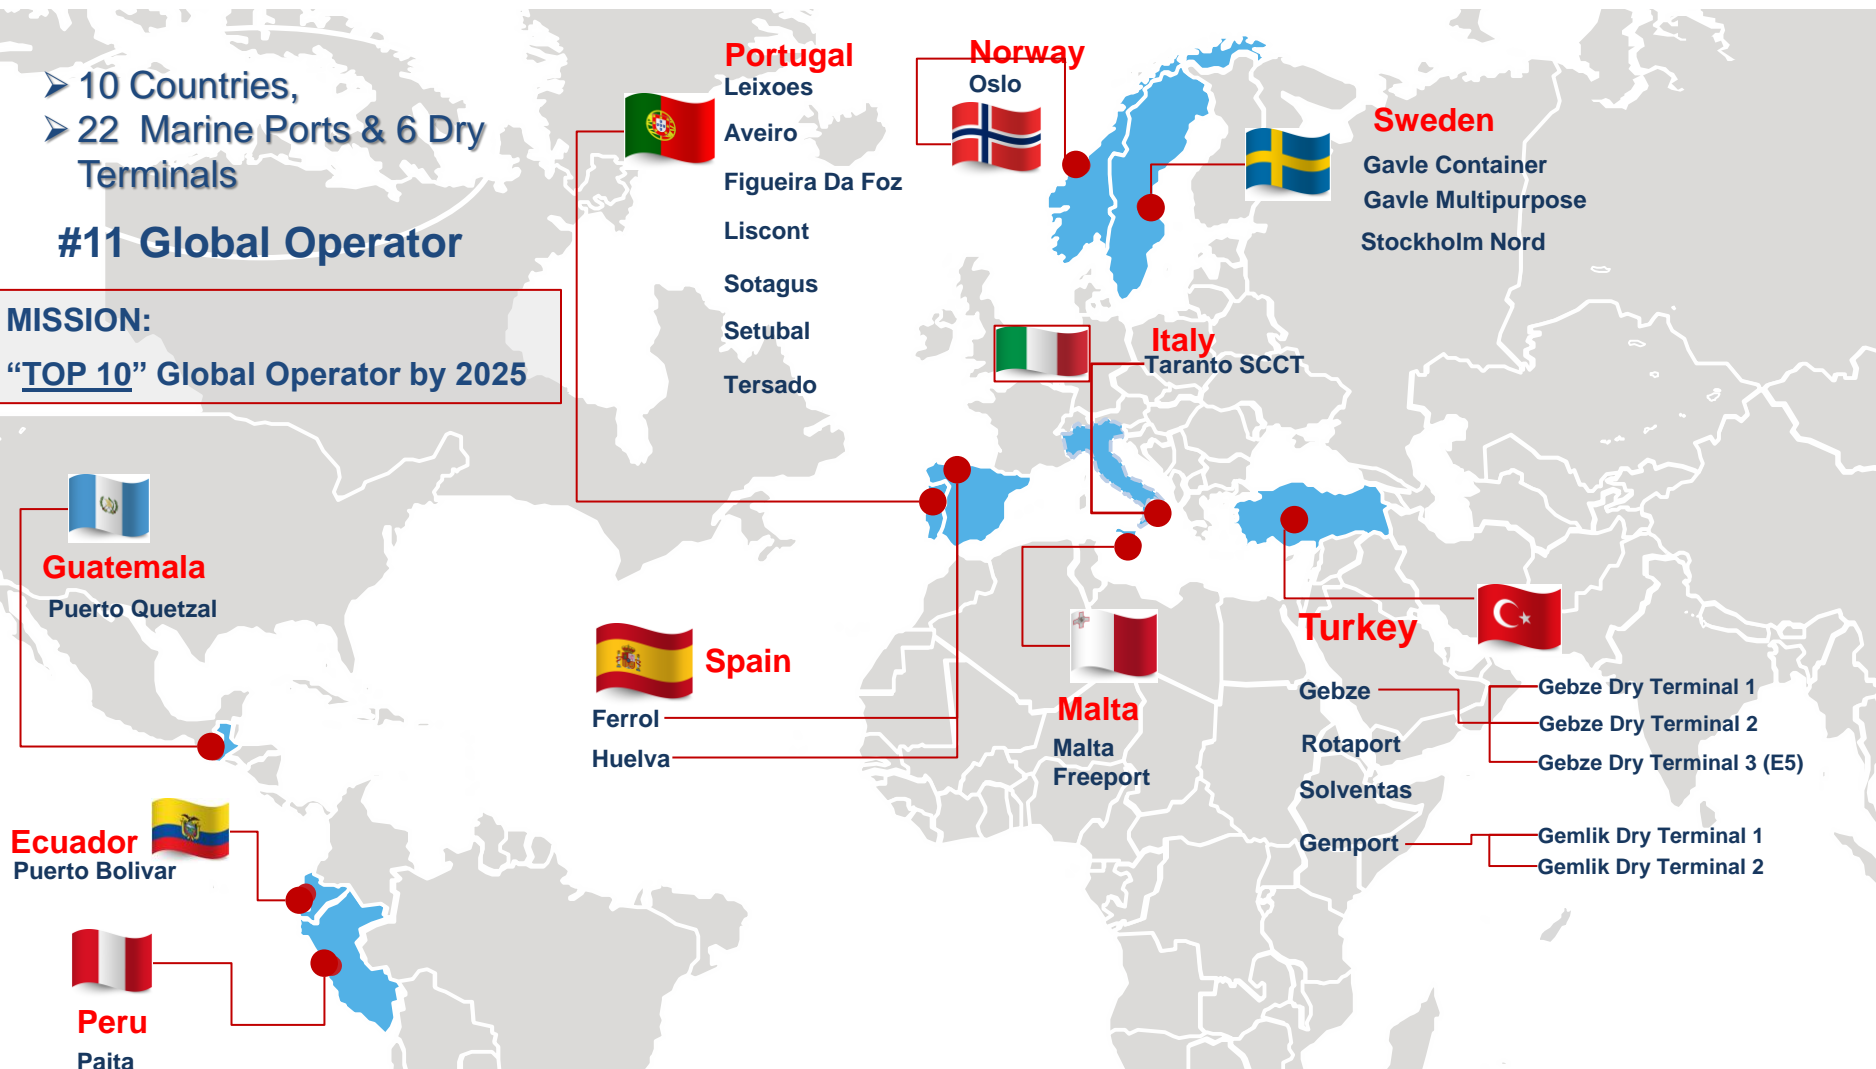 ➢ 10 Countries,
➢ 22 Marine Ports & 6 Dry
Terminals
#11 Global Operator
MISSION:
“TOP 10” Global Operator by 2025
Portugal
Leixoes
Aveiro
Figueira Da Foz
Liscont
Sotagus
Setubal
Tersado
Norway
Oslo
Sweden
Gavle Container
Gavle Multipurpose
Stockholm Nord
Italy
Taranto SCCT
Guatemala
Puerto Quetzal
Spain
Ferrol
Huelva
Malta
Malta
Freeport
Turkey
Gebze
Rotaport
Solventas
Gemport
Gebze Dry Terminal 1
Gebze Dry Terminal 2
Gebze Dry Terminal 3 (E5)
Gemlik Dry Terminal 1
Gemlik Dry Terminal 2
Ecuador
Puerto Bolivar
Peru
Paita